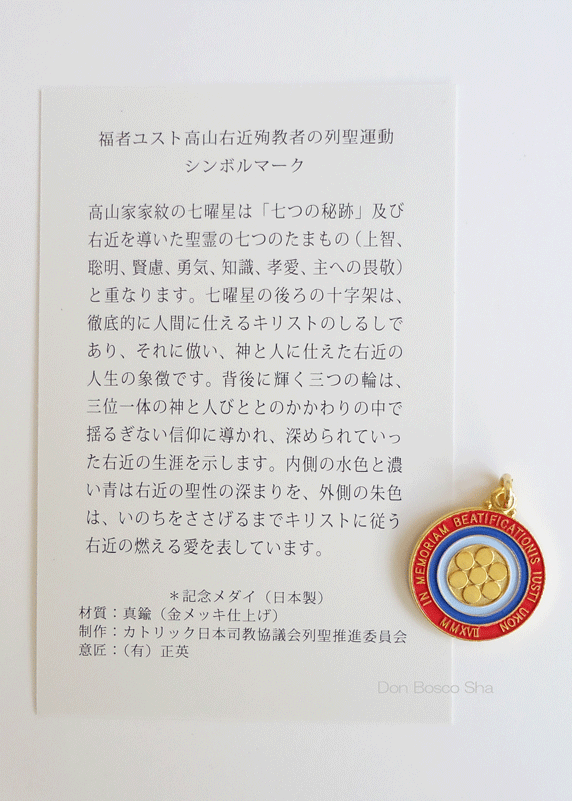 福者ユスト高山右近殉教者の列聖運動
シンボルマーク
高山家家紋の七曜星は「七つの秘跡」及び
右近を導いた聖霊の七つのたまもの（上智、
聡明、賢慮、勇気、知識、孝愛、主への畏敬）
と重なります。七曜星の後ろの十字架は、
徹底的に人間に仕えるキリストのしるしで
あり、それに倣い、神と人に仕えた右近の
人生の象徴です。背後に輝く三つの輪は、
三位一体の神と人びととのかかわりの中で
揺るぎない信仰に導かれ、深められていっ
た右近の生涯を示します。内側の水色と濃
い青は右近の聖性の深まりを、外側の朱色
は、いのちをささげるまでキリストに従う
右近の燃える愛を表しています。
＊記念メダイ（日本製）
材質：真鍮（金メッキ仕上げ）
制作：カトリック日本司教協議会列聖推進委員会
意匠：（有）正英
IN MEMORIAM BEATIFICATIONIS IUSTI UKON
MMXVII
Don Bosco Sha